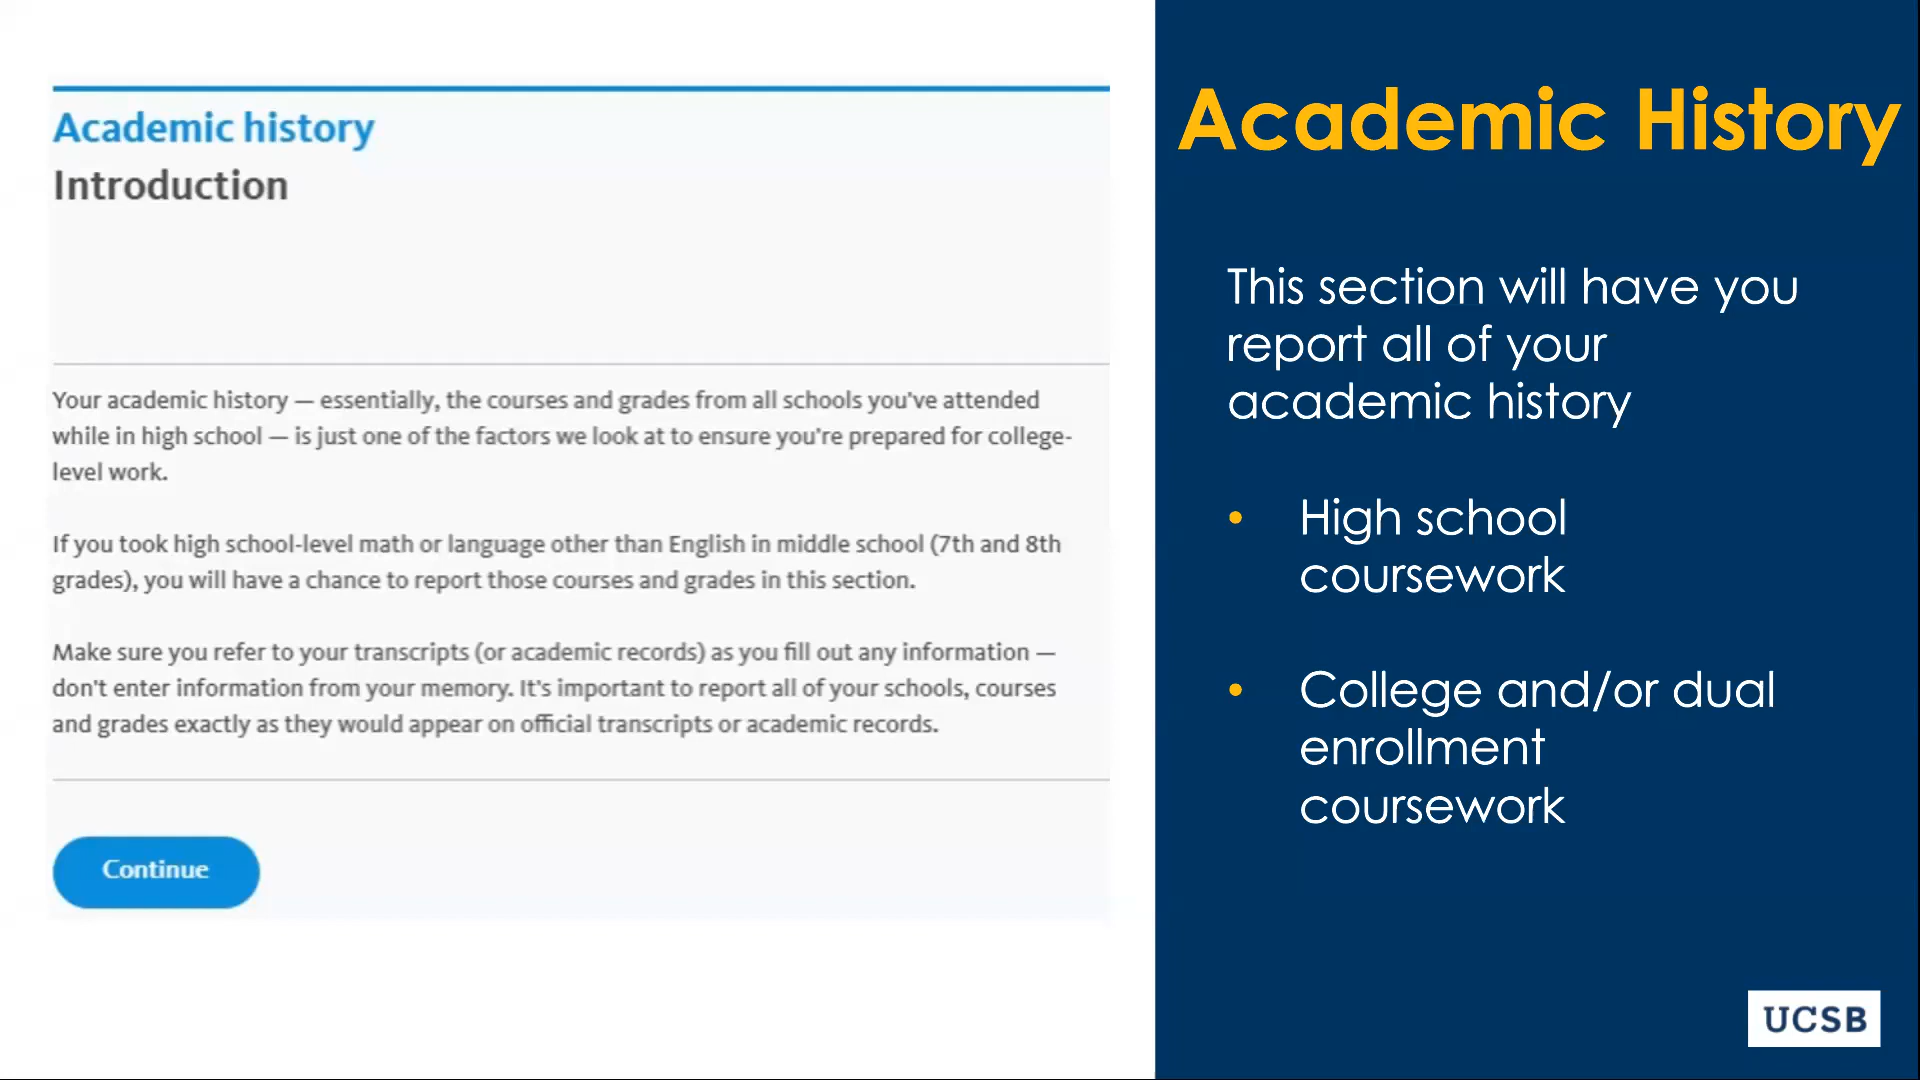 Academic history
Introduction
Your academic history — essentially, the courses and grades from all schools you've attended
while in high school — is just one of the factors we look at to ensure you're prepared for college-
level work.
If you took high school-level math or language other than English in middle school (7th and 8th
grades), you will have a chance to report those courses and grades in this section.
Make sure you refer to your transcripts (or academic records) as you fill out any information —
don't enter information from your memory. It's important to report all of your schools, courses
and grades exactly as they would appear on official transcripts or academic records.
Continue
Academic History
This section will have you
report all of your
academic history
• High school
coursework
• College and/or dual
enrollment
coursework
UCSB